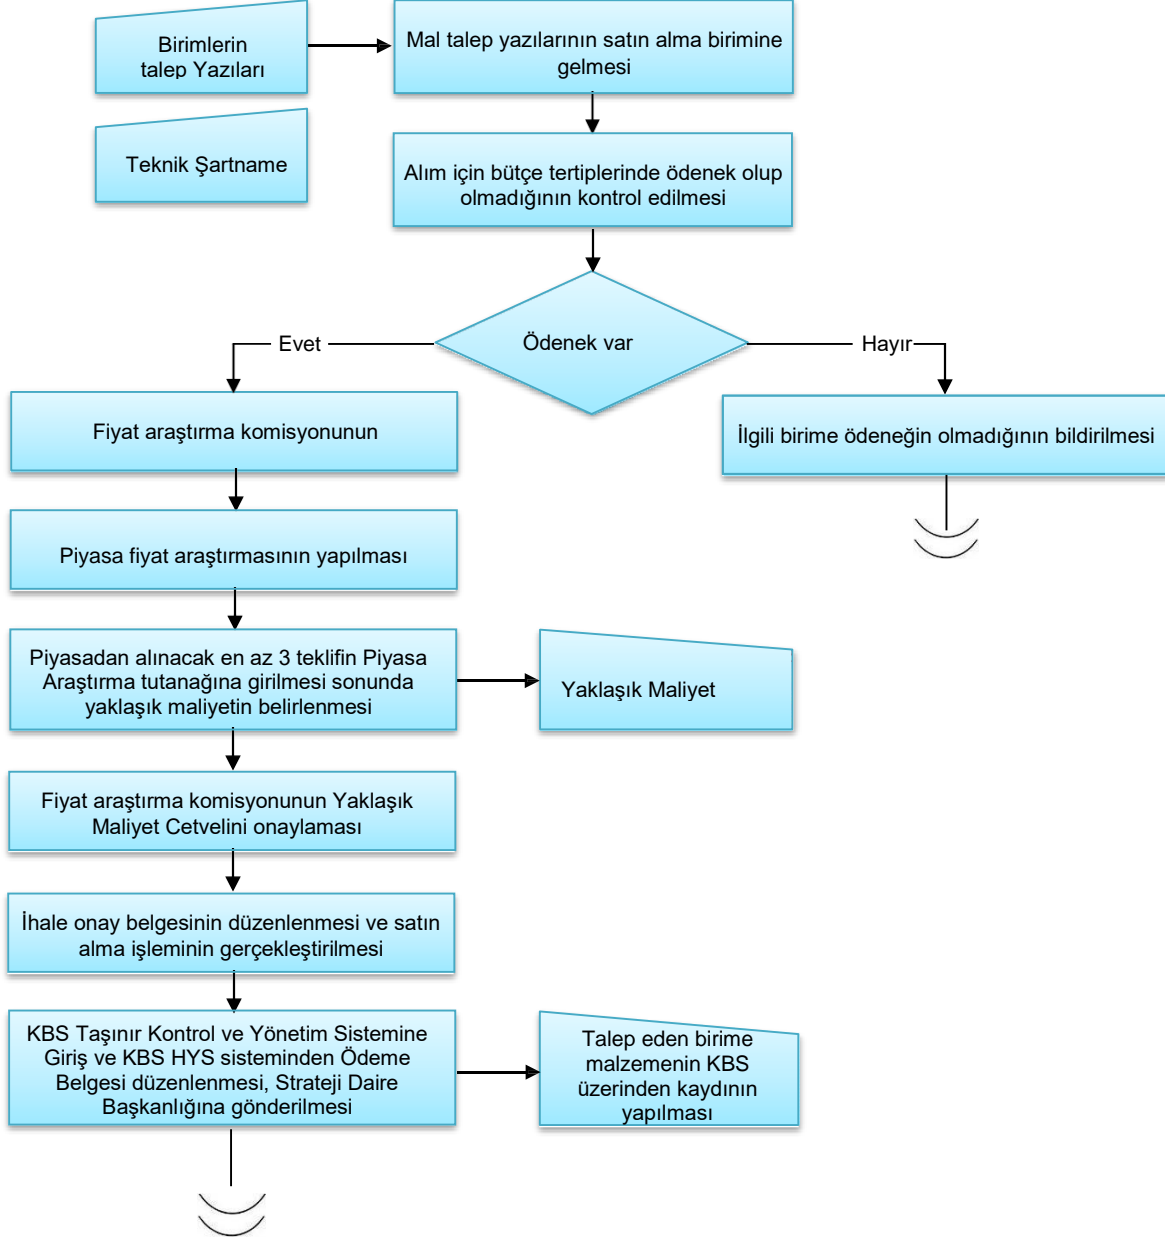 Birimlerin
talep Yazıları
Mal talep yazılarının satın alma birimine
gelmesi
Teknik Şartname
Alım için bütçe tertiplerinde ödenek olup
olmadığının kontrol edilmesi
Ödenek var
Evet
Hayır
Fiyat araştırma komisyonunun
İlgili birime ödeneğin olmadığının bildirilmesi
Piyasa fiyat araştırmasının yapılması
Piyasadan alınacak en az 3 teklifin Piyasa
Araştırma tutanağına girilmesi sonunda
yaklaşık maliyetin belirlenmesi
Yaklaşık Maliyet
Fiyat araştırma komisyonunun Yaklaşık
Maliyet Cetvelini onaylaması
İhale onay belgesinin düzenlenmesi ve satın
alma işleminin gerçekleştirilmesi
KBS Taşınır Kontrol ve Yönetim Sistemine
Giriş ve KBS HYS sisteminden Ödeme
Belgesi düzenlenmesi, Strateji Daire
Başkanlığına gönderilmesi
Talep eden birime
malzemenin KBS
üzerinden kaydının
yapılması